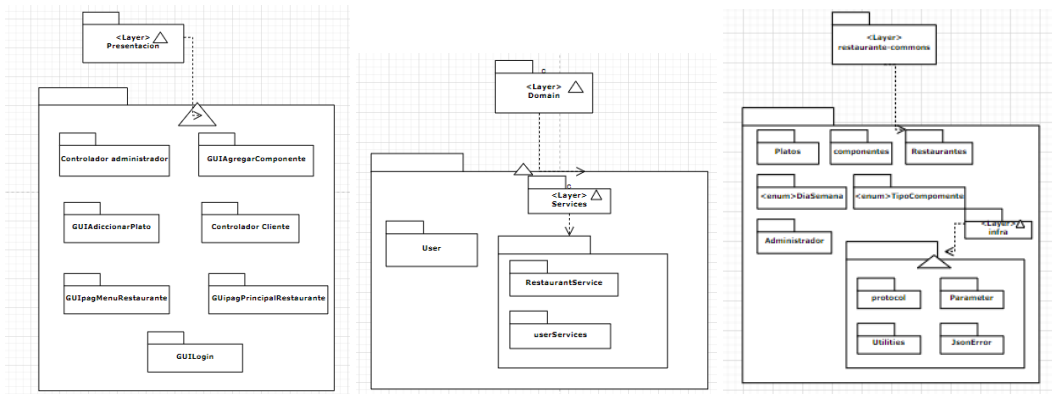 <Layer>
Presentacion
Controlador administrador
GUIAgregarComponente
GUIAdiccionarPlato
Controlador Cliente
GUIpagMenuRestaurante
GUipagPrincipalRestaurante
GUILogin
c
<Layer>
Domain
c
<Layer>
Services
User
RestaurantService
userServices
<Layer>
restaurante-commons
Platos
componentes
Restaurantes
<enum>DiaSemana
<enum>TipoCompomente
Administrador
<Layer>
infra
protocol
Parameter
Utilities
JsonError